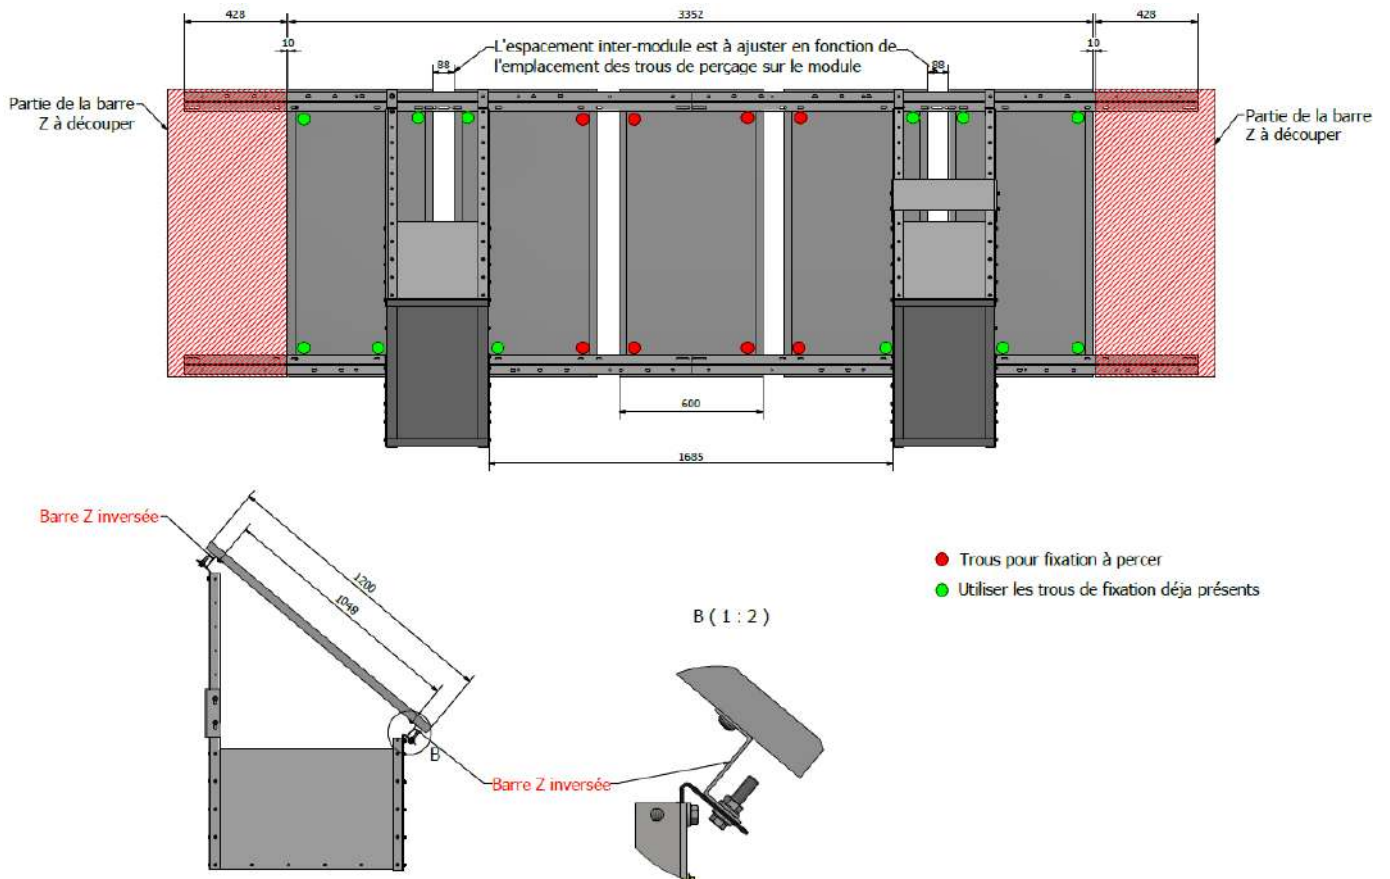 428
3352
428
10
10
88
L'espacement inter-module est à ajuster en fonction de
l'emplacement des trous de perçage sur le module
88
Partie de la barre
Z à découper
Partie de la barre
Z à découper
600
1685
Barre Z inversée
1200
1048
B
Barre Z inversée
B ( 1 : 2 )
Trous pour fixation à percer
Utiliser les trous de fixation déja présents